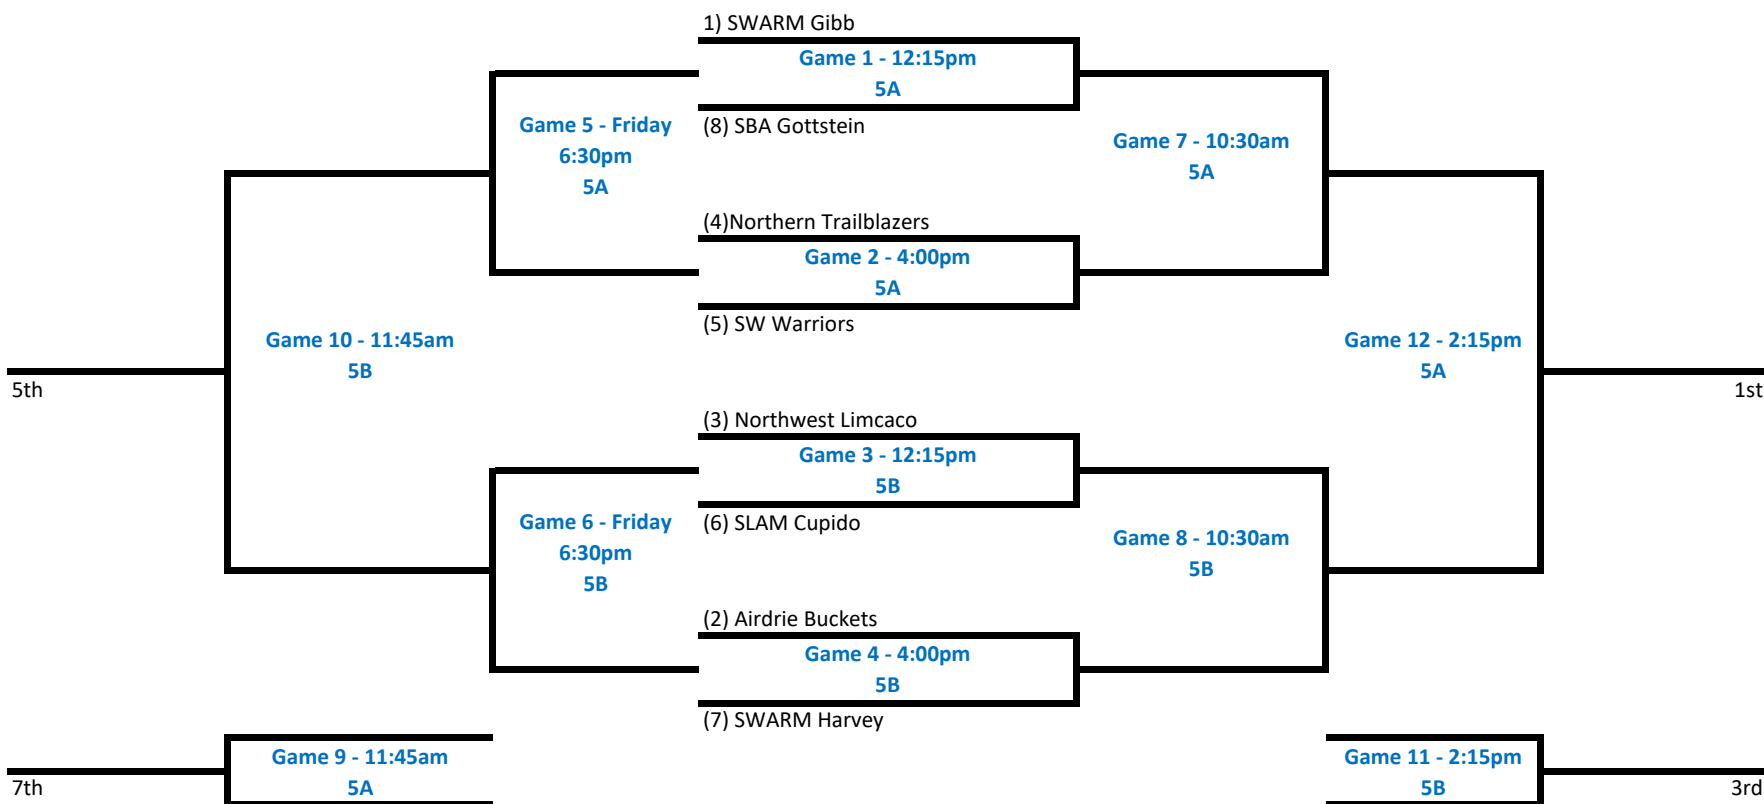 1) SWARM Gibb
Game 1 - 12:15pm
5A
(8) SBA Gottstein
Game 5 - Friday
6:30pm
5A
Game 7 - 10:30am
5A
(4)Northern Trailblazers
Game 2 - 4:00pm
5A
(5) SW Warriors
Game 10 - 11:45am
5B
Game 12 - 2:15pm
5A
5th
1st
(3) Northwest Limcaco
Game 3 - 12:15pm
5B
(6) SLAM Cupido
Game 6 - Friday
6:30pm
5B
Game 8 - 10:30am
5B
(2) Airdrie Buckets
Game 4 - 4:00pm
5B
(7) SWARM Harvey
Game 9 - 11:45am
5A
7th
Game 11 - 2:15pm
5B
3rd